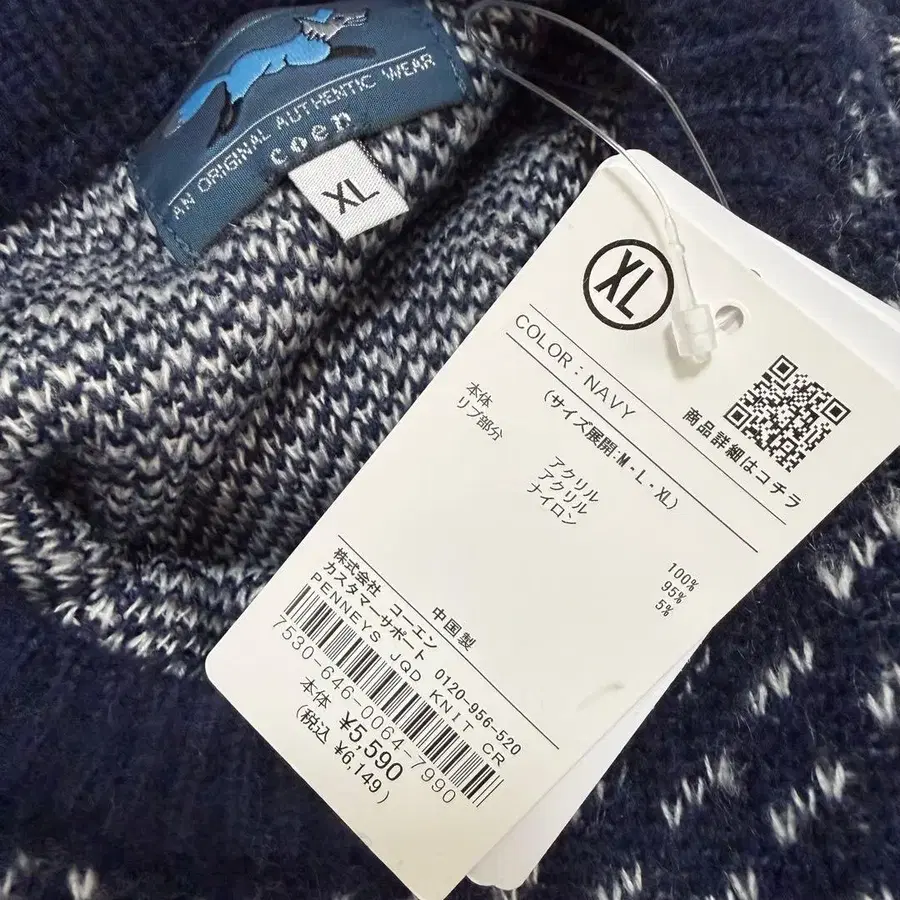 AN ORIGINAL AUTHENTIC WEAR
coen
XL
XL
COLOR : NAVY
商品詳細はコチラ
(サイズ展開:M・L・XL)
本体 アクリル 100%
リブ部分 アクリル 95%
ナイロン 5%
中国製
株式会社 コーエン
カスタマーサポート 0120-956-520
PENNEYS JQD KNIT CR
7530-646-0064-7990
本体 ¥5,590
(税込 ¥6,149)